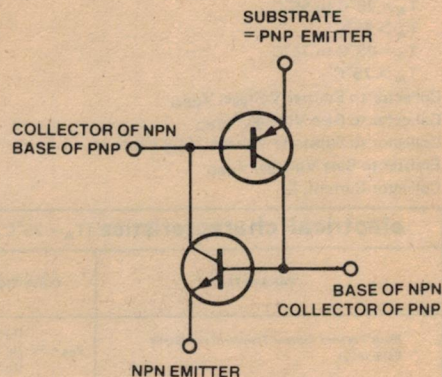 SUBSTRATE
= PNP EMITTER
COLLECTOR OF NPN
BASE OF PNP
BASE OF NPN
COLLECTOR OF PNP
NPN EMITTER